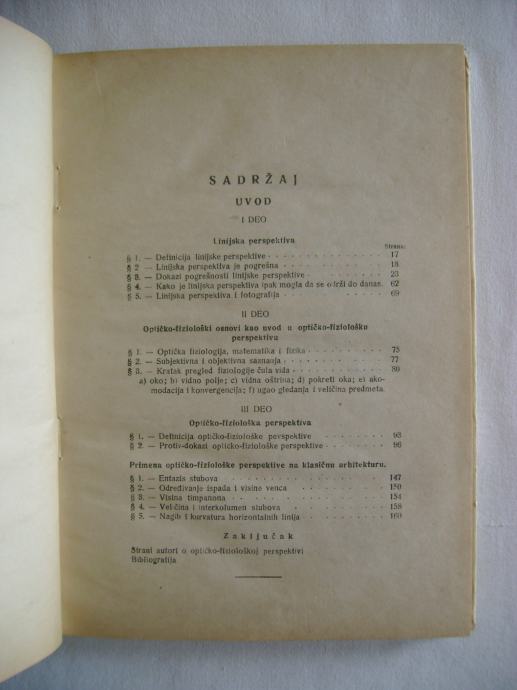 SADRŽAJ
UVOD
I DEO
Linijska perspektiva
Strana:
§ 1. — Definicija linijske perspektive 17
§ 2 — Linijska perspektiva je pogrešna 18
§ 3. — Dokazi pogrešnosti linijske perspektive 23
§ 4. — Kako je linijska perspektiva ipak mogla da se održi do danas. 62
§ 5. — Linijska perspektiva i fotografija 69
II DEO
Optičko-fiziološki osnovi kao uvod u optičko-fiziološku
perspektivu
§ 1. — Optička fiziologija, matematika i fizika 75
§ 2. — Subjektivna i objektivna saznanja 77
§ 3. — Kratak pregled fiziologije čula vida 80
a) oko; b) vidno polje; c) vidna oštrina; d) pokreti oka; e) ako-
modacija i konvergencija; f) ugao gledanja i veličina predmeta.
III DEO
Optičko-fiziološka perspektiva
§ 1. — Definicija optičko-fiziološke pevspektive 93
§ 2. — Protiv-dokazi optičko-fiziološke perspektive 96
Primena optičko-fiziološke perspektive na klasičnu arhitekturu.
§ 1. — Entazis stubova 147
§ 2. — Određivanje ispada i visine venca 150
§ 3. — Visina timpanona 154
§ 4. — Veličina i interkolumen stubova 158
§ 5. — Nagib i kurvatura horizontalnih linija 160
Zaključak
Strani autori o optičko-fiziološkoj perspektivi
Bibliografija